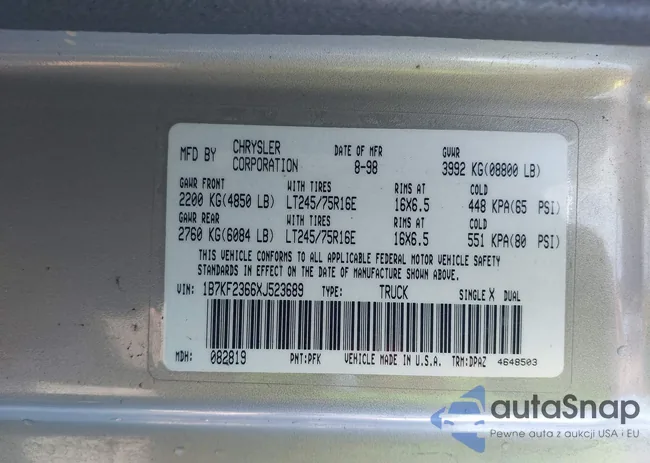 MFD BY CHRYSLER CORPORATION DATE OF MFR 8-98 GVWR 3992 KG(08800 LB)
GAWR FRONT WITH TIRES RIMS AT COLD
2200 KG(4850 LB) LT245/75R16E 16X6.5 448 KPA(65 PSI)
GAWR REAR WITH TIRES RIMS AT COLD
2760 KG(6084 LB) LT245/75R16E 16X6.5 551 KPA(80 PSI)
THIS VEHICLE CONFORMS TO ALL APPLICABLE FEDERAL MOTOR VEHICLE SAFETY
STANDARDS IN EFFECT ON THE DATE OF MANUFACTURE SHOWN ABOVE.
VIN: 1B7KF2366XJ523689 TYPE: TRUCK SINGLE X DUAL
MDH: 082819 PNT:PFK VEHICLE MADE IN U.S.A. TRM:DPAZ 4648503
autoSnap
Pewne auta z aukcji USA i EU